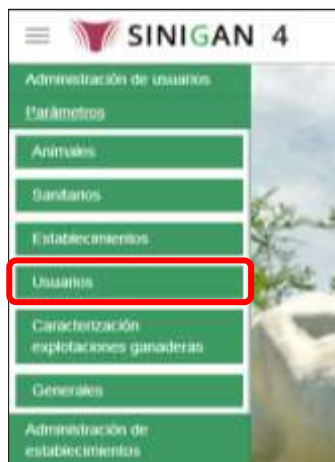 SINIGAN 4
Administración de usuarios
Parámetros
Animales
Sanitarios
Establecimientos
Usuarios
Caracterización
explotaciones ganaderas
Generales
Administración de
establecimientos